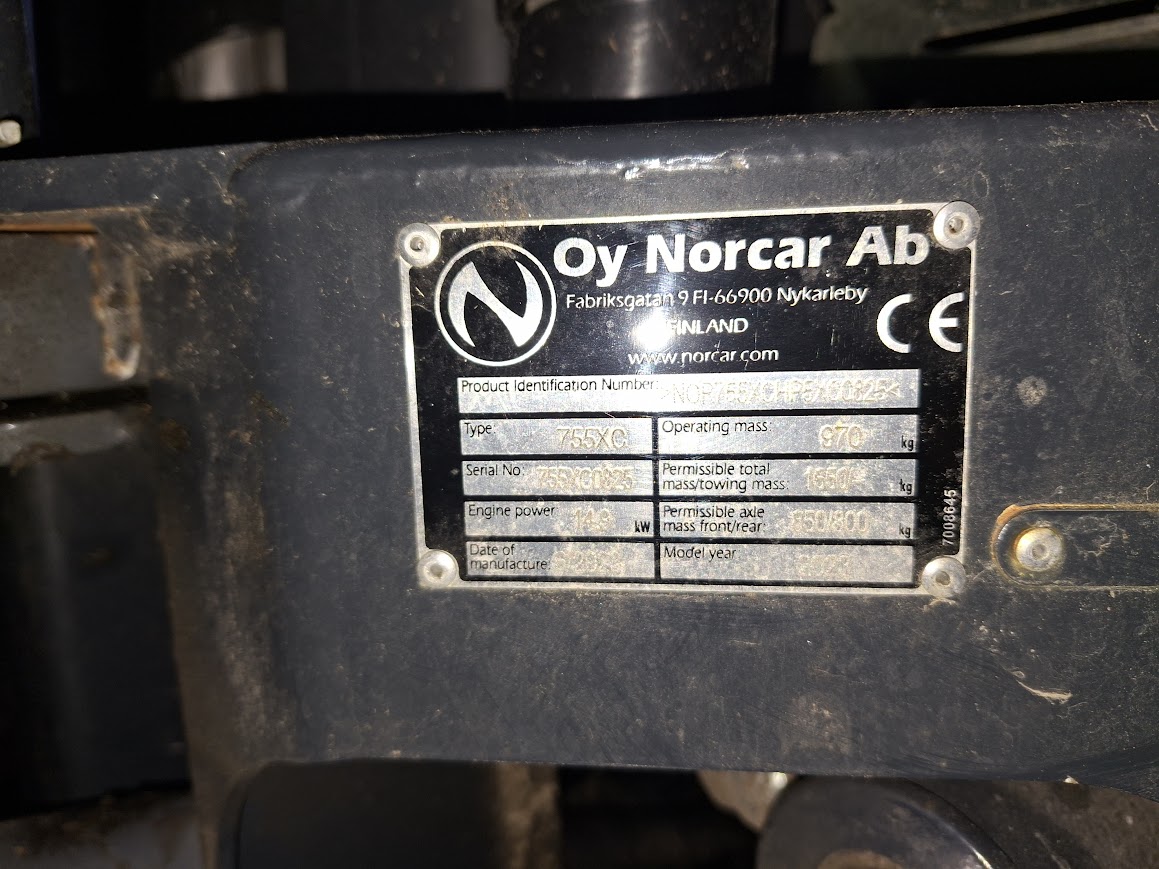 Oy Norcar Ab
Fabriksgatan 9 FI-66900 Nykarleby
FINLAND
www.norcar.com
CE
Product Identification Number:
Type: 755XC
Operating mass: 970 kg
Serial No:
Permissible total
mass/towing mass: kg
Engine power kW
Permissible axle
mass front/rear: kg
Date of
manufacture:
Model year
7008645